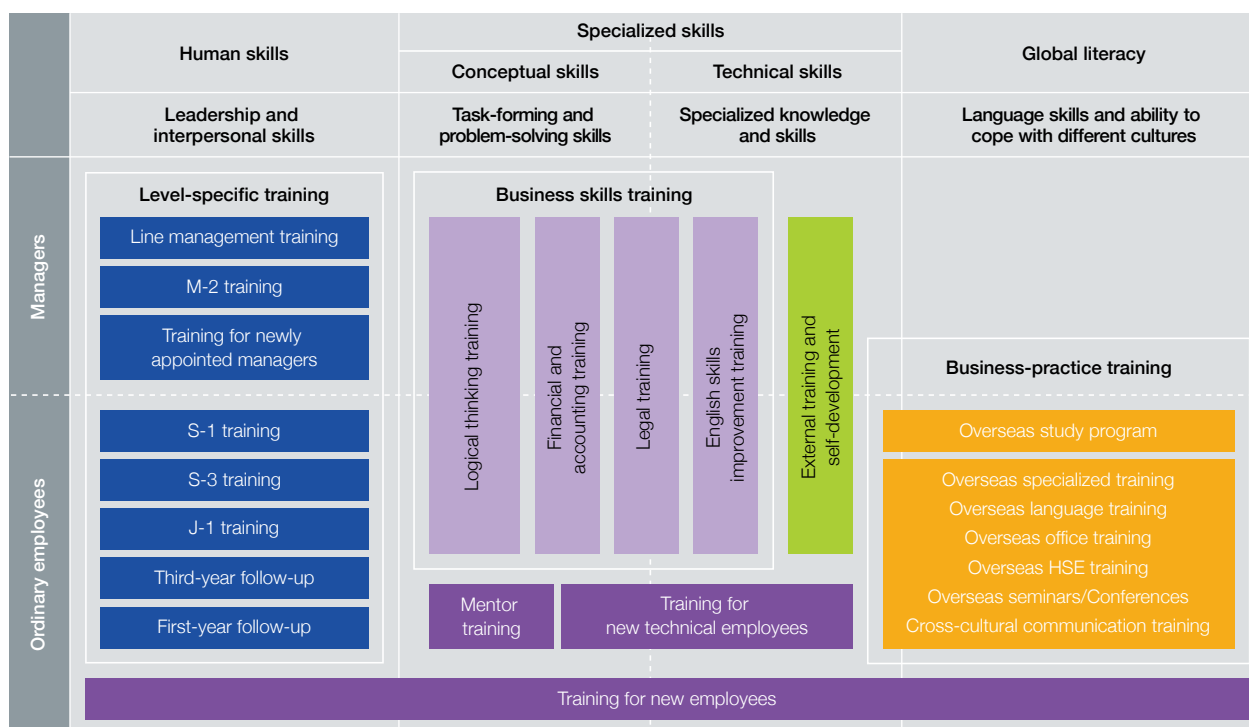 Human skills
Specialized skills
Conceptual skills
Technical skills
Global literacy
Leadership and
interpersonal skills
Task-forming and
problem-solving skills
Specialized knowledge
and skills
Language skills and ability to
cope with different cultures
Managers
Level-specific training
Line management training
M-2 training
Training for newly
appointed managers
Business skills training
Logical thinking training
Financial and
accounting training
Legal training
English skills
improvement training
External training and
self-development
Business-practice training
Ordinary employees
S-1 training
S-3 training
J-1 training
Third-year follow-up
First-year follow-up
Mentor
training
Training for
new technical employees
Overseas study program
Overseas specialized training
Overseas language training
Overseas office training
Overseas HSE training
Overseas seminars/Conferences
Cross-cultural communication training
Training for new employees